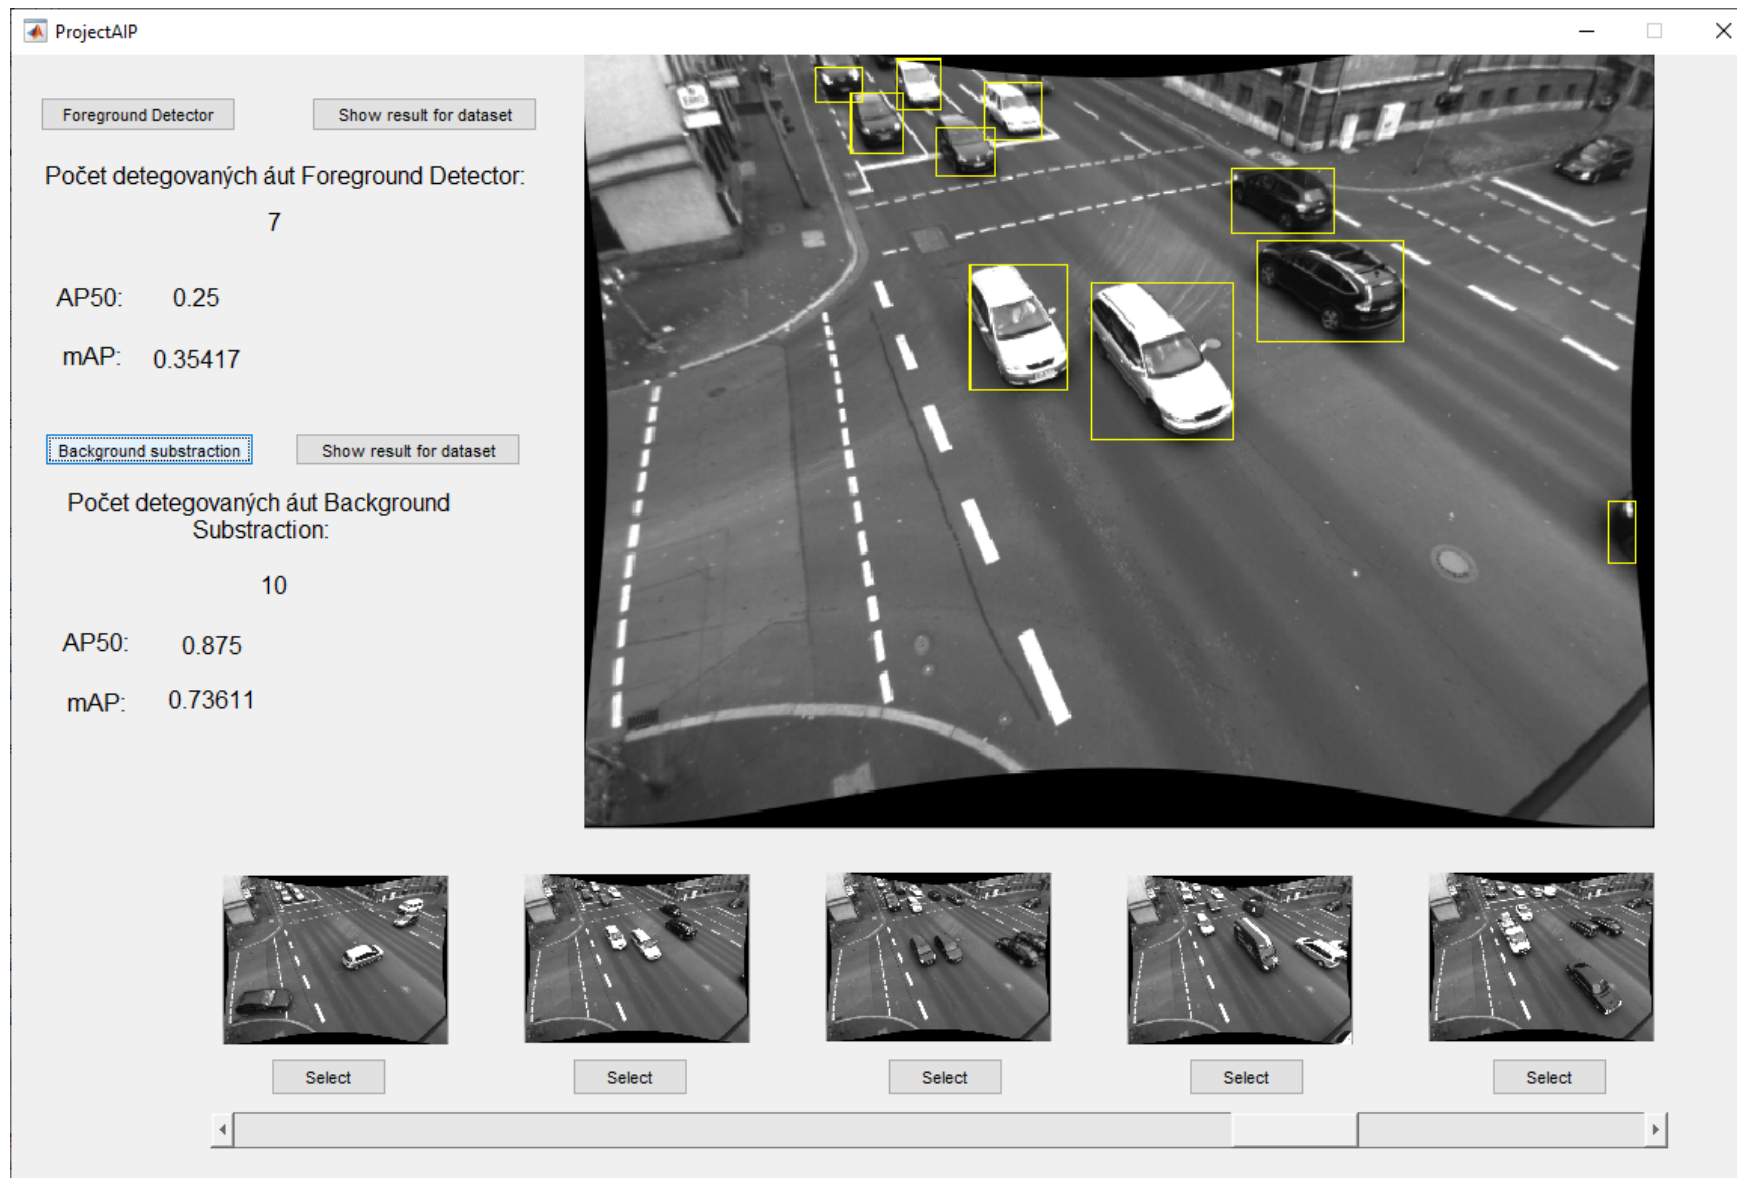 ProjectAIP
Foreground Detector
Show result for dataset
Počet detegovaných áut Foreground Detector:
7
AP50:
0.25
mAP:
0.35417
Background substraction
Show result for dataset
Počet detegovaných áut Background
Substraction:
10
AP50:
0.875
mAP:
0.73611
Select
Select
Select
Select
Select